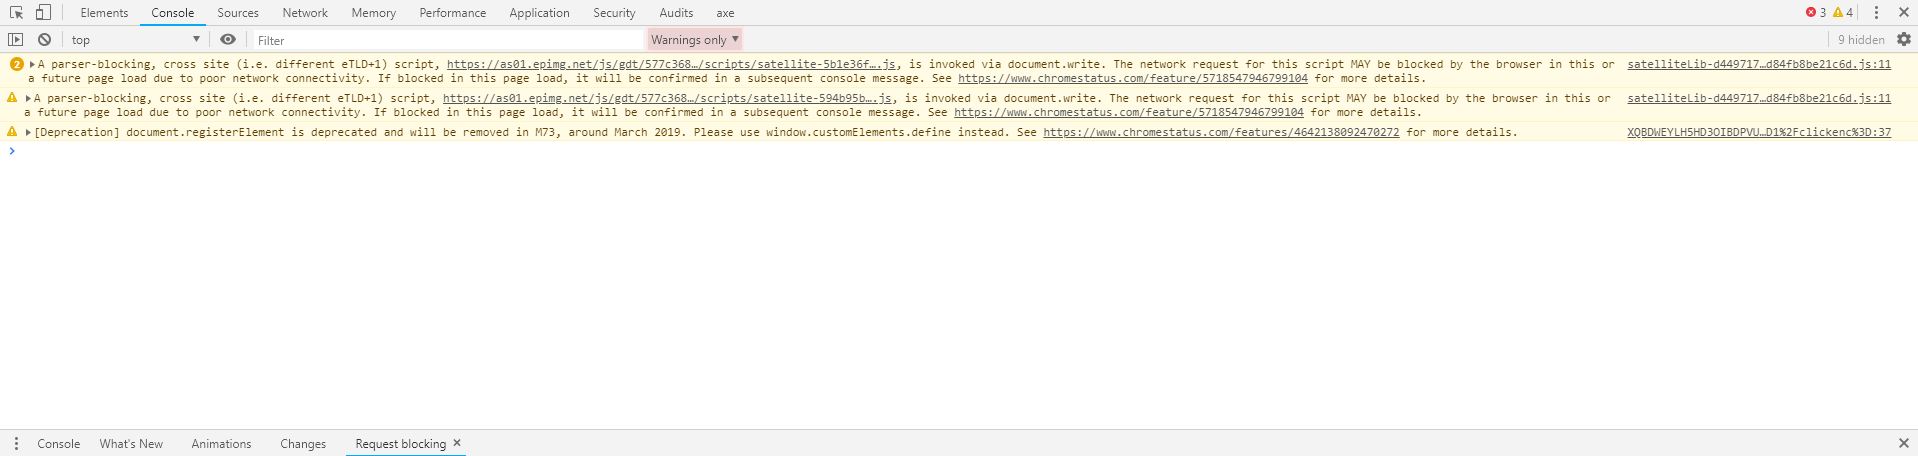 Elements Console Sources Network Memory Performance Application Security Audits axe 3 4
top Filter Warnings only 9 hidden
2 A parser-blocking, cross site (i.e. different eTLD+1) script, https://as01.epimg.net/js/gdt/577c368…/scripts/satellite-5b1e36f….js, is invoked via document.write. The network request for this script MAY be blocked by the browser in this or satelliteLib-d449717…d84fb8be21c6d.js:11
a future page load due to poor network connectivity. If blocked in this page load, it will be confirmed in a subsequent console message. See https://www.chromestatus.com/feature/5718547946799104 for more details.
A parser-blocking, cross site (i.e. different eTLD+1) script, https://as01.epimg.net/js/gdt/577c368…/scripts/satellite-594b95b….js, is invoked via document.write. The network request for this script MAY be blocked by the browser in this or satelliteLib-d449717…d84fb8be21c6d.js:11
a future page load due to poor network connectivity. If blocked in this page load, it will be confirmed in a subsequent console message. See https://www.chromestatus.com/feature/5718547946799104 for more details.
[Deprecation] document.registerElement is deprecated and will be removed in M73, around March 2019. Please use window.customElements.define instead. See https://www.chromestatus.com/features/4642138092470272 for more details. XQBDWEYLH5HD3OIBDPVU…D1%2Fclickenc%3D:37
Console What's New Animations Changes Request blocking